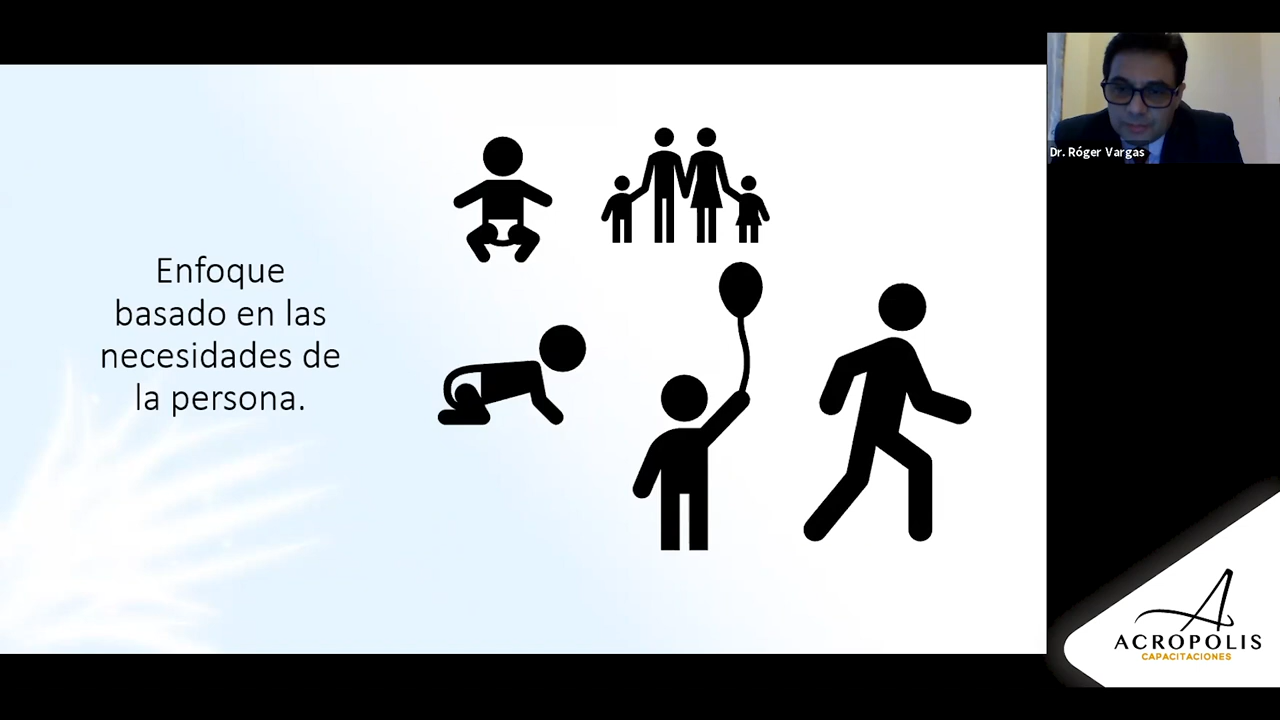 Enfoque
basado en las
necesidades de
la persona.
Dr. Róger Vargas
ACROPOLIS
CAPACITACIONES